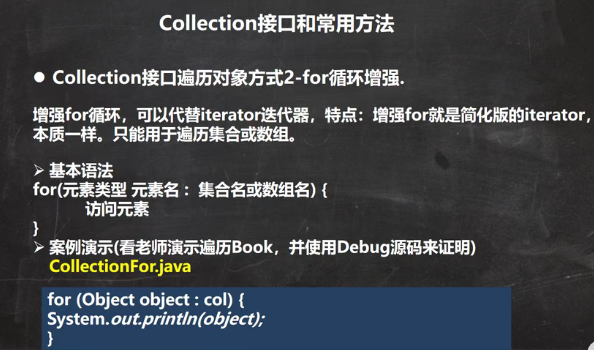 Collection接口和常用方法
● Collection接口遍历对象方式2-for循环增强.
增强for循环，可以代替iterator迭代器，特点：增强for就是简化版的iterator，
本质一样。只能用于遍历集合或数组。
➢ 基本语法
for(元素类型 元素名 ：集合名或数组名) {
访问元素
}
➢ 案例演示(看老师演示遍历Book，并使用Debug源码来证明)
CollectionFor.java
for (Object object : col) {
System.out.println(object);
}